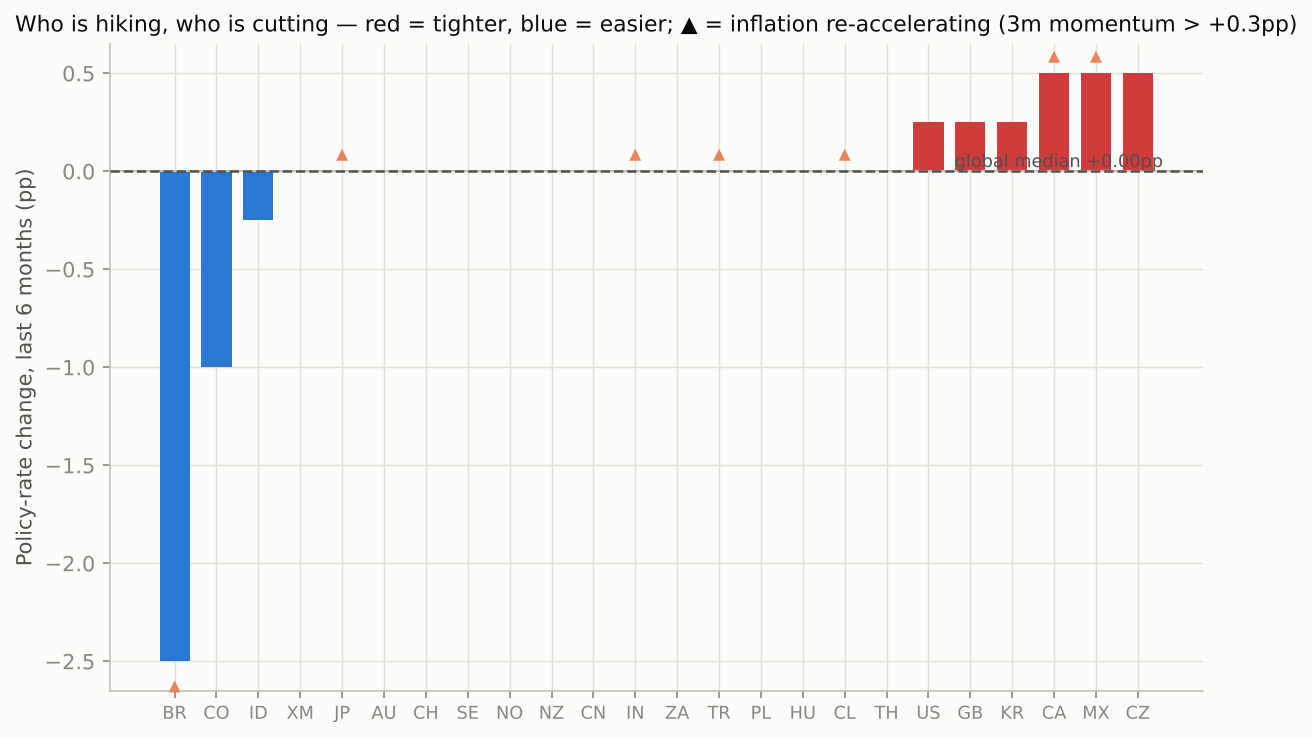 Who is hiking, who is cutting — red = tighter, blue = easier; ▲ = inflation re-accelerating (3m momentum > +0.3pp)
Policy-rate change, last 6 months (pp)
0.5
0.0
−0.5
−1.0
−1.5
−2.0
−2.5
global median +0.00pp
BR CO ID XM JP AU CH SE NO NZ CN IN ZA TR PL HU CL TH US GB KR CA MX CZ